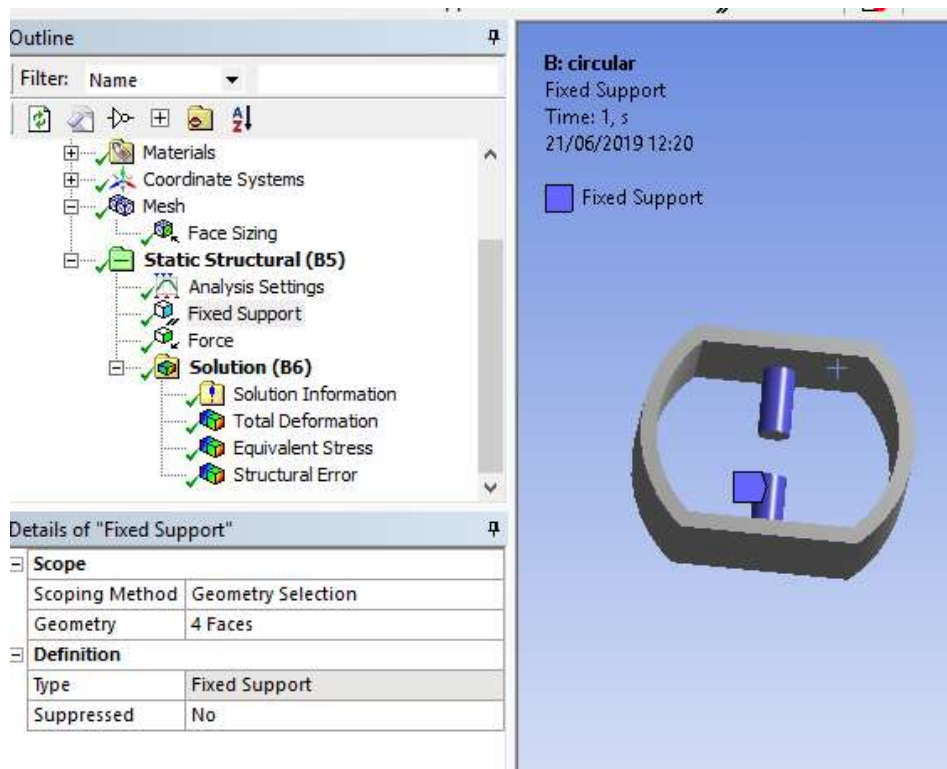 Outline
Filter: Name
A
Z
Materials
Coordinate Systems
Mesh
Face Sizing
Static Structural (B5)
Analysis Settings
Fixed Support
Force
Solution (B6)
Solution Information
Total Deformation
Equivalent Stress
Structural Error
Details of "Fixed Support"
Scope
Scoping Method Geometry Selection
Geometry 4 Faces
Definition
Type Fixed Support
Suppressed No
B: circular
Fixed Support
Time: 1, s
21/06/2019 12:20
Fixed Support